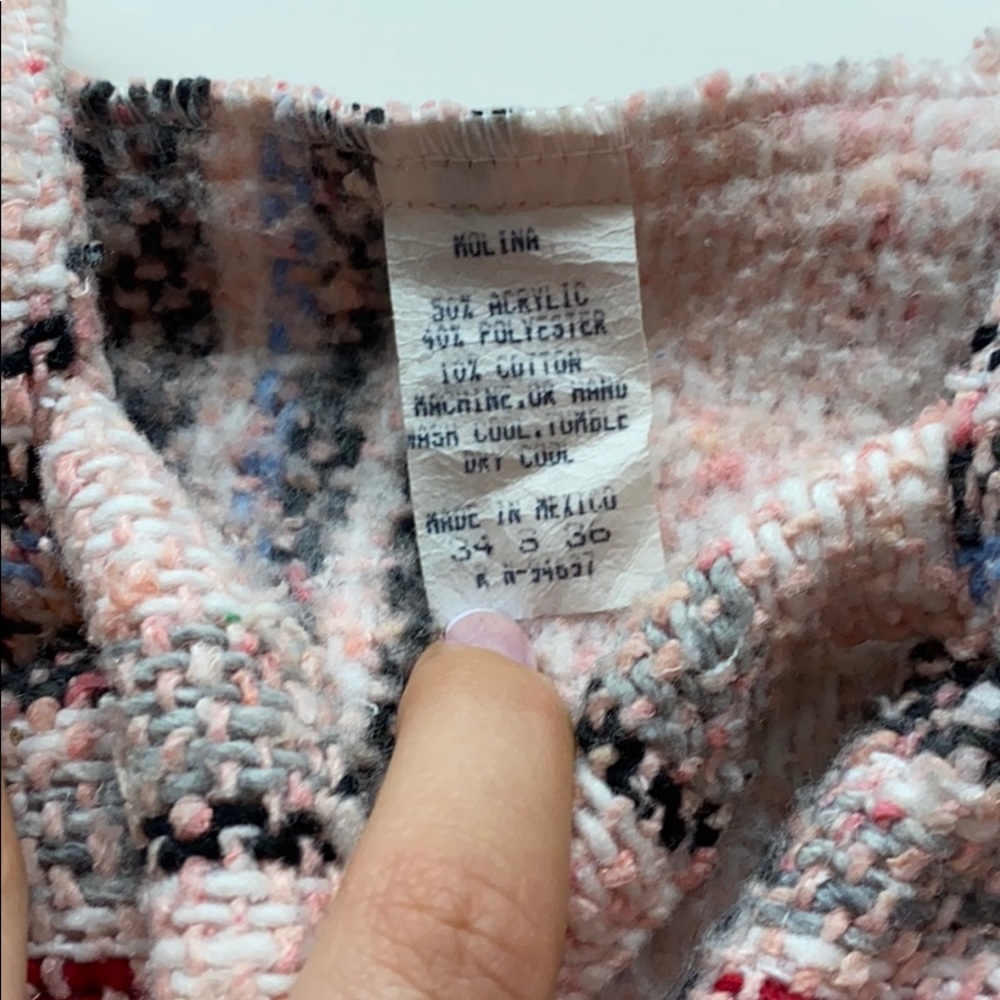 MOLINA
50% ACRYLIC
40% POLYESTER
10% COTTON
MACHINE.OR HAND
WASH COOL.TUMBLE
DRY COOL
MADE IN MEXICO
34 S 36